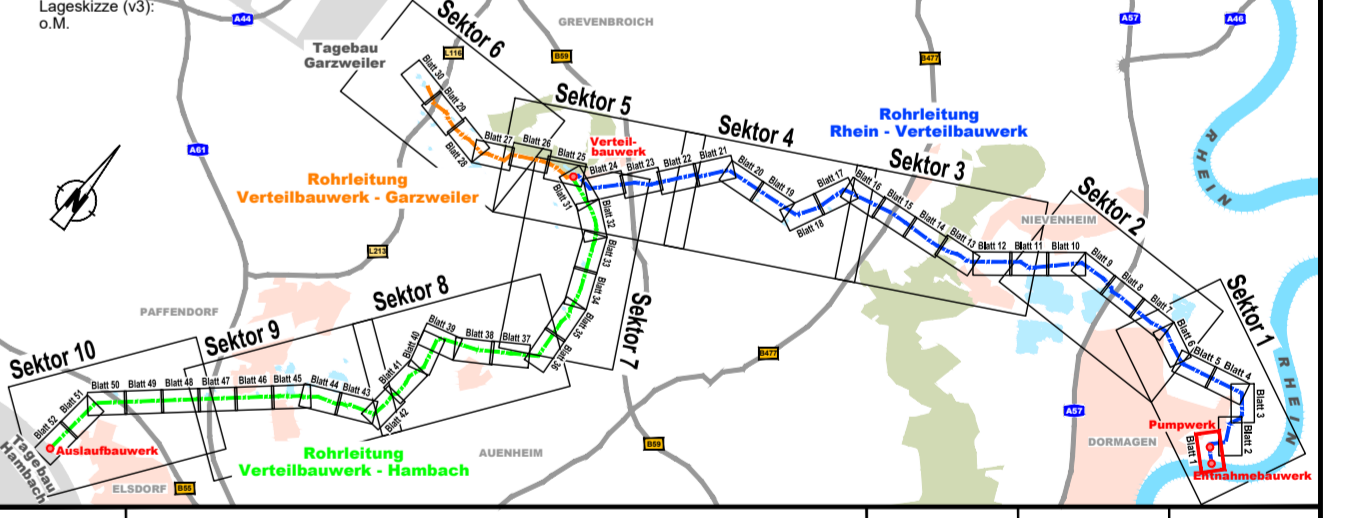 Lageskizze (v3):
o.M.
A44
Sektor 6
GREVENBROICH
A57
A46
Tagebau
Garzweiler
L116
B59
B477
Blatt 30
Blatt 29
Blatt 28
Blatt 27
Blatt 26
Blatt 25
Sektor 5
Verteil-
bauwerk
Sektor 4
Rohrleitung
Rhein - Verteilbauwerk
Sektor 3
RHEIN
A61
Rohrleitung
Verteilbauwerk - Garzweiler
Blatt 24
Blatt 23
Blatt 22
Blatt 21
Blatt 20
Blatt 19
Blatt 18
Blatt 17
Blatt 16
Blatt 15
Blatt 14
Blatt 13
Blatt 12
Blatt 11
Blatt 10
Blatt 9
Blatt 8
Blatt 7
Blatt 6
Blatt 5
Blatt 4
Blatt 3
Blatt 2
Blatt 1
NIEVENHEIM
Sektor 2
Sektor 1
N
L213
Blatt 31
Blatt 32
Blatt 33
Blatt 34
Blatt 35
Blatt 36
Sektor 7
Sektor 8
PAFFENDORF
Sektor 9
Sektor 10
Blatt 37
Blatt 38
Blatt 39
Blatt 40
Blatt 41
Blatt 42
Blatt 43
Blatt 44
Blatt 45
Blatt 46
Blatt 47
Blatt 48
Blatt 49
Blatt 50
Blatt 51
Blatt 52
B477
RHEIN
A57
DORMAGEN
Pumpwerk
Entnahmebauwerk
Auslaufbauwerk
Tagebau
Hambach
Rohrleitung
Verteilbauwerk - Hambach
AUENHEIM
B59
ELSDORF
B55